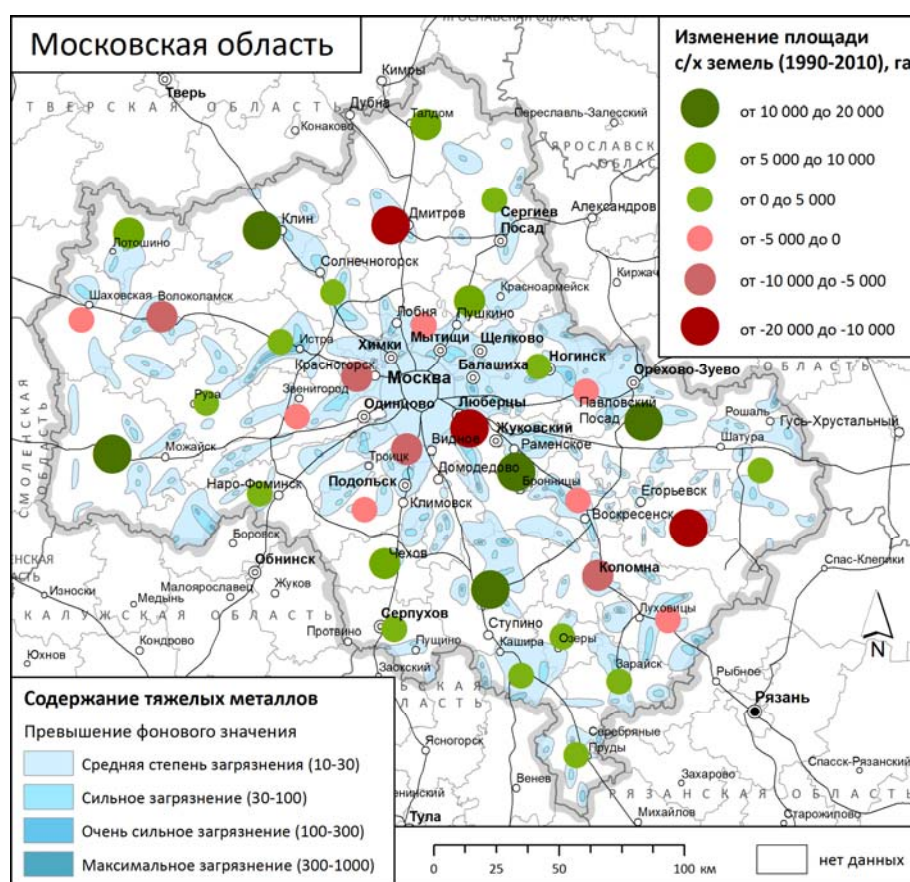 Московская область
ЯРОСЛАВСКАЯ
ОБЛАСТЬ
Изменение площади
с/х земель (1990-2010), га
от 10 000 до 20 000
от 5 000 до 10 000
от 0 до 5 000
от -5 000 до 0
от -10 000 до -5 000
от -20 000 до -10 000
Кимры
Тверь
ТВЕРСКАЯ ОБЛАСТЬ
Дубна
Талдом
Конаково
Переславль-Залесский
ЯРОСЛАВСКАЯ
Клин
Дмитров
Сергиев
Посад
Александров
Лотошино
Солнечногорск
Киржач
Красноармейск
Шаховская
Волоколамск
Лобня
Пушкино
Истра
Химки
Мытищи
Щелково
Ногинск
Красногорск
Москва
Балашиха
Орехово-Зуево
Звенигород
Руза
Одинцово
Люберцы
Павловский
Посад
Рошаль
Гусь-Хрустальный
СМОЛЕНСКАЯ
ОБЛАСТЬ
Можайск
Видное
Жуковский
Раменское
Шатура
Троицк
Домодедово
Наро-Фоминск
Подольск
Бронницы
Егорьевск
Климовск
Воскресенск
Боровск
Обнинск
Чехов
Коломна
Спас-Клепики
Износки
Малоярославец
Жуков
Медынь
КАЛУЖСКАЯ ОБЛАСТЬ
Серпухов
Ступино
Луховицы
Кондрово
Протвино
Пущино
Кашира
Озеры
N
Юхнов
Заокский
Зарайск
Рыбное
Рязань
Серебряные
Пруды
Ясногорск
Венев
Захарово
Спасск-Рязанский
РЯЗАНСКАЯ ОБЛАСТЬ
Тула
Михайлов
Старожилово
Содержание тяжелых металлов
Превышение фонового значения
Средняя степень загрязнения (10-30)
Сильное загрязнение (30-100)
Очень сильное загрязнение (100-300)
Максимальное загрязнение (300-1000)
0 25 50 100 км
нет данных